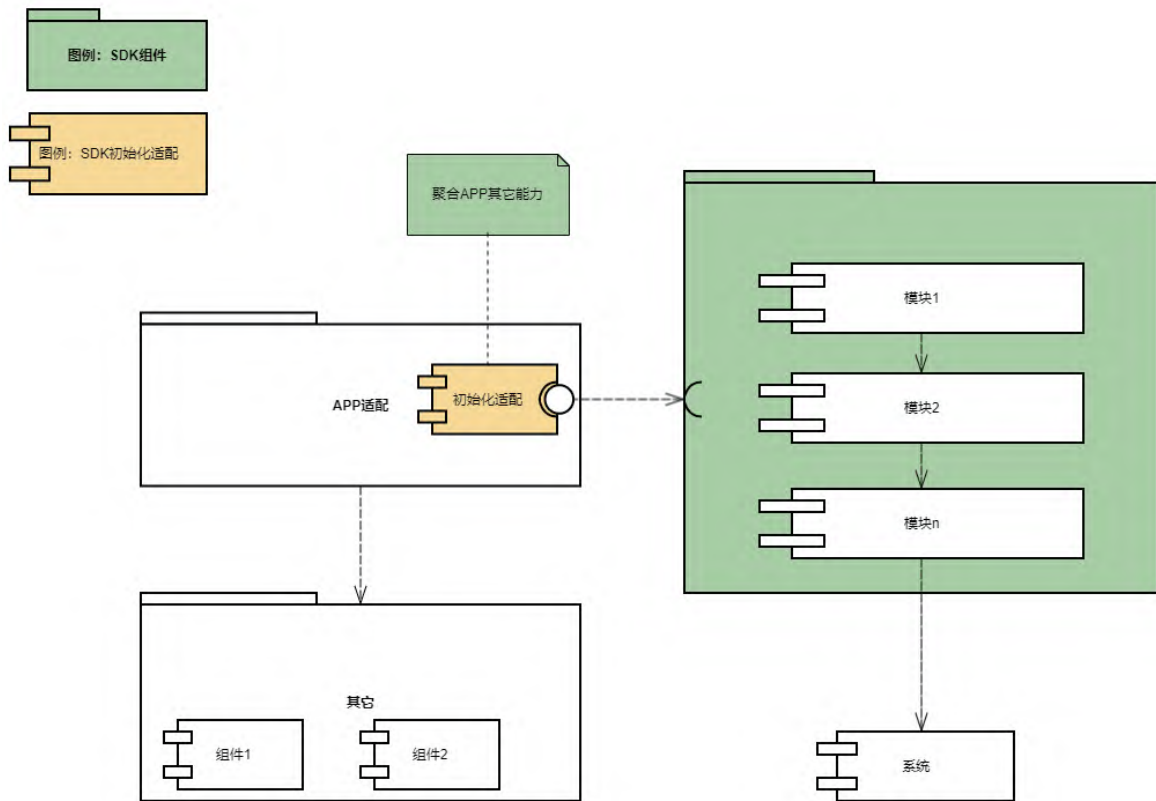 图例：SDK组件
图例：SDK初始化适配
聚合APP其它能力
模块1
模块2
APP适配
初始化适配
模块n
其它
组件1
组件2
系统